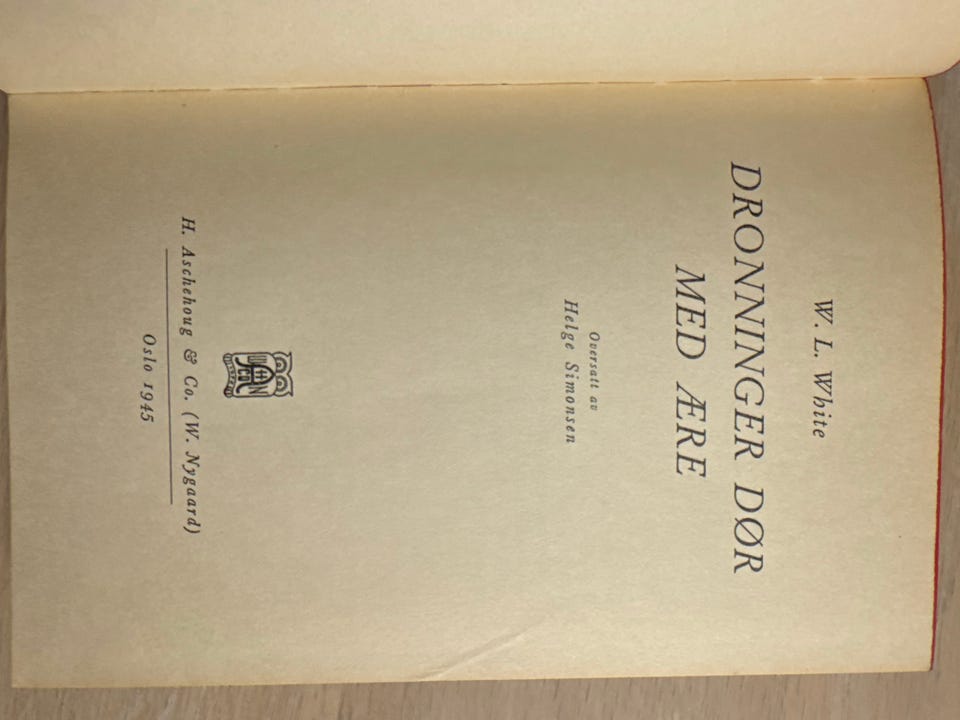 W. L. White
DRONNINGER DØR
MED ÆRE
Oversatt av
Helge Simonsen
H. Aschehoug & Co. (W. Nygaard)
Oslo 1945